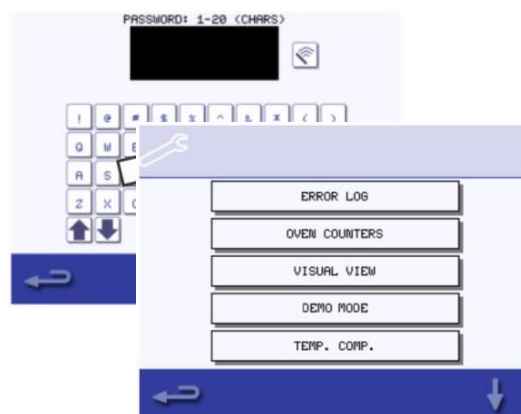 PASSWORD: 1-20 (CHARS)
! @ # $ % ^ & * ( )
Q W E
A S
Z X C
ERROR LOG
OVEN COUNTERS
VISUAL VIEW
DEMO MODE
TEMP. COMP.